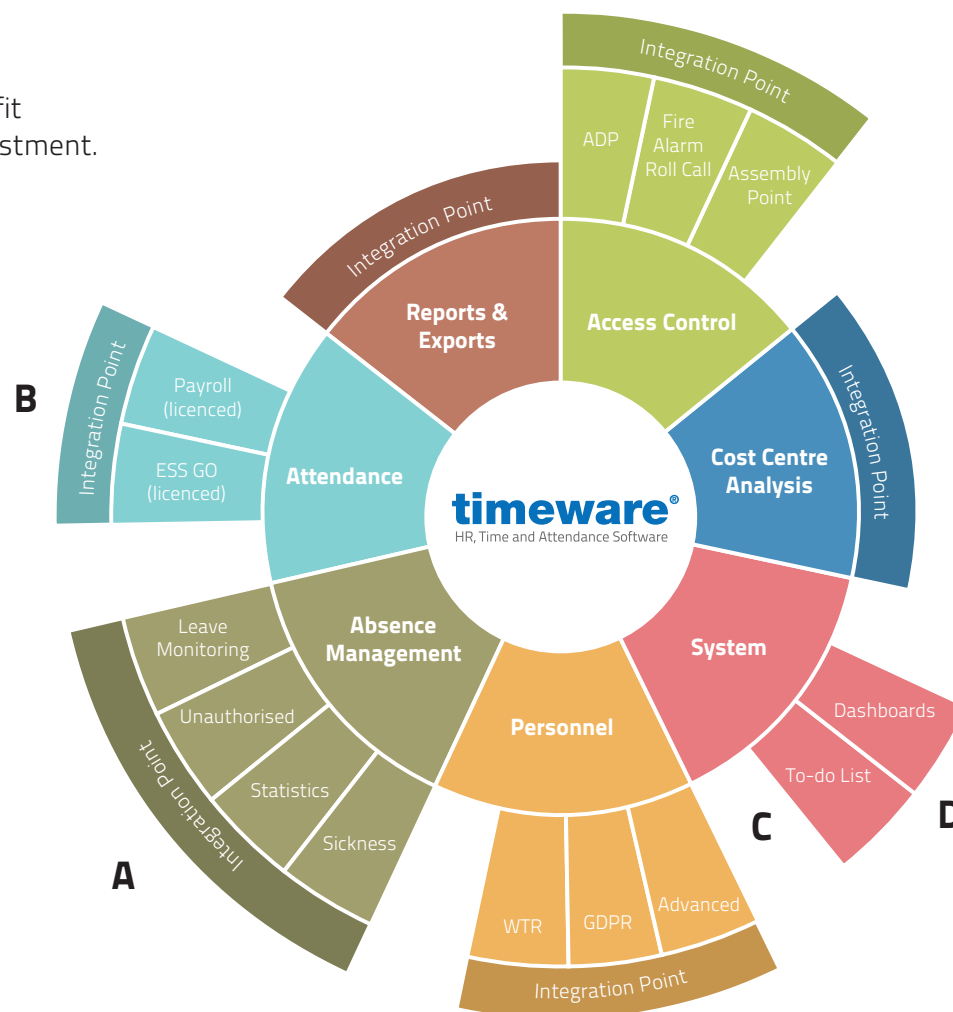 fit
stment.
Integration Point
ADP
Fire
Alarm
Roll Call
Assembly
Point
Access Control
Integration Point
Reports &
Exports
Integration Point
Cost Centre
Analysis
B
Integration Point
Payroll
(licenced)
ESS GO
(licenced)
Attendance
timeware®
HR, Time and Attendance Software
Absence
Management
Leave
Monitoring
Unauthorised
Statistics
Sickness
Integration Point
A
System
Dashboards
To-do List
C
D
Personnel
WTR
GDPR
Advanced
Integration Point